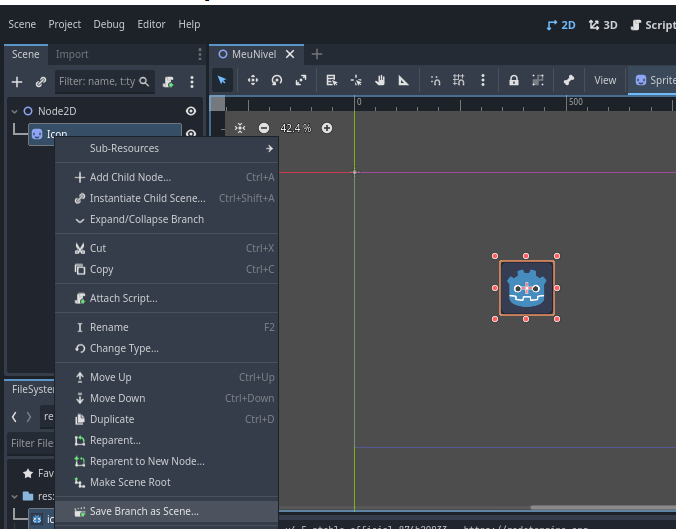 Scene Project Debug Editor Help 2D 3D Script
Scene Import MeuNivel
Filter: name, t:ty View Sprite
Node2D 0 500
Icon 42.4 %
Sub-Resources
Add Child Node... Ctrl+A
Instantiate Child Scene... Ctrl+Shift+A
Expand/Collapse Branch
Cut Ctrl+X
Copy Ctrl+C
Attach Script...
Rename F2
Change Type...
Move Up Ctrl+Up
FileSystem Move Down Ctrl+Down
re Duplicate Ctrl+D
Filter File Reparent...
Reparent to New Node...
Fav Make Scene Root
res:
ic Save Branch as Scene...